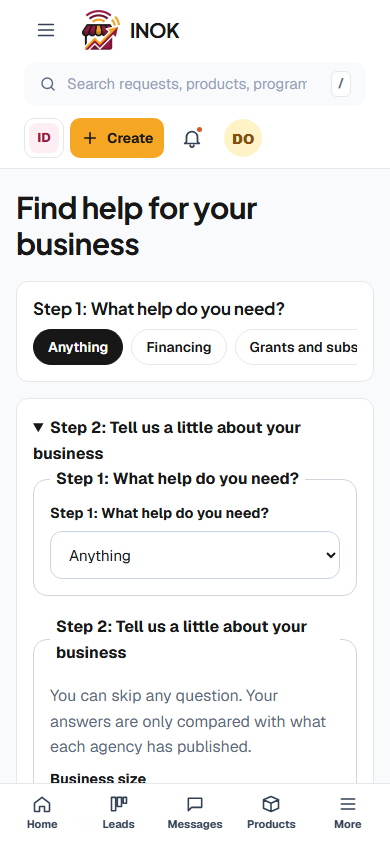 INOK
Search requests, products, program
/
ID
+ Create
DO
Find help for your
business
Step 1: What help do you need?
Anything
Financing
Grants and subs
▼ Step 2: Tell us a little about your
business
Step 1: What help do you need?
Step 1: What help do you need?
Anything
Step 2: Tell us a little about your
business
You can skip any question. Your
answers are only compared with what
each agency has published.
Business size
Home
Leads
Messages
Products
More